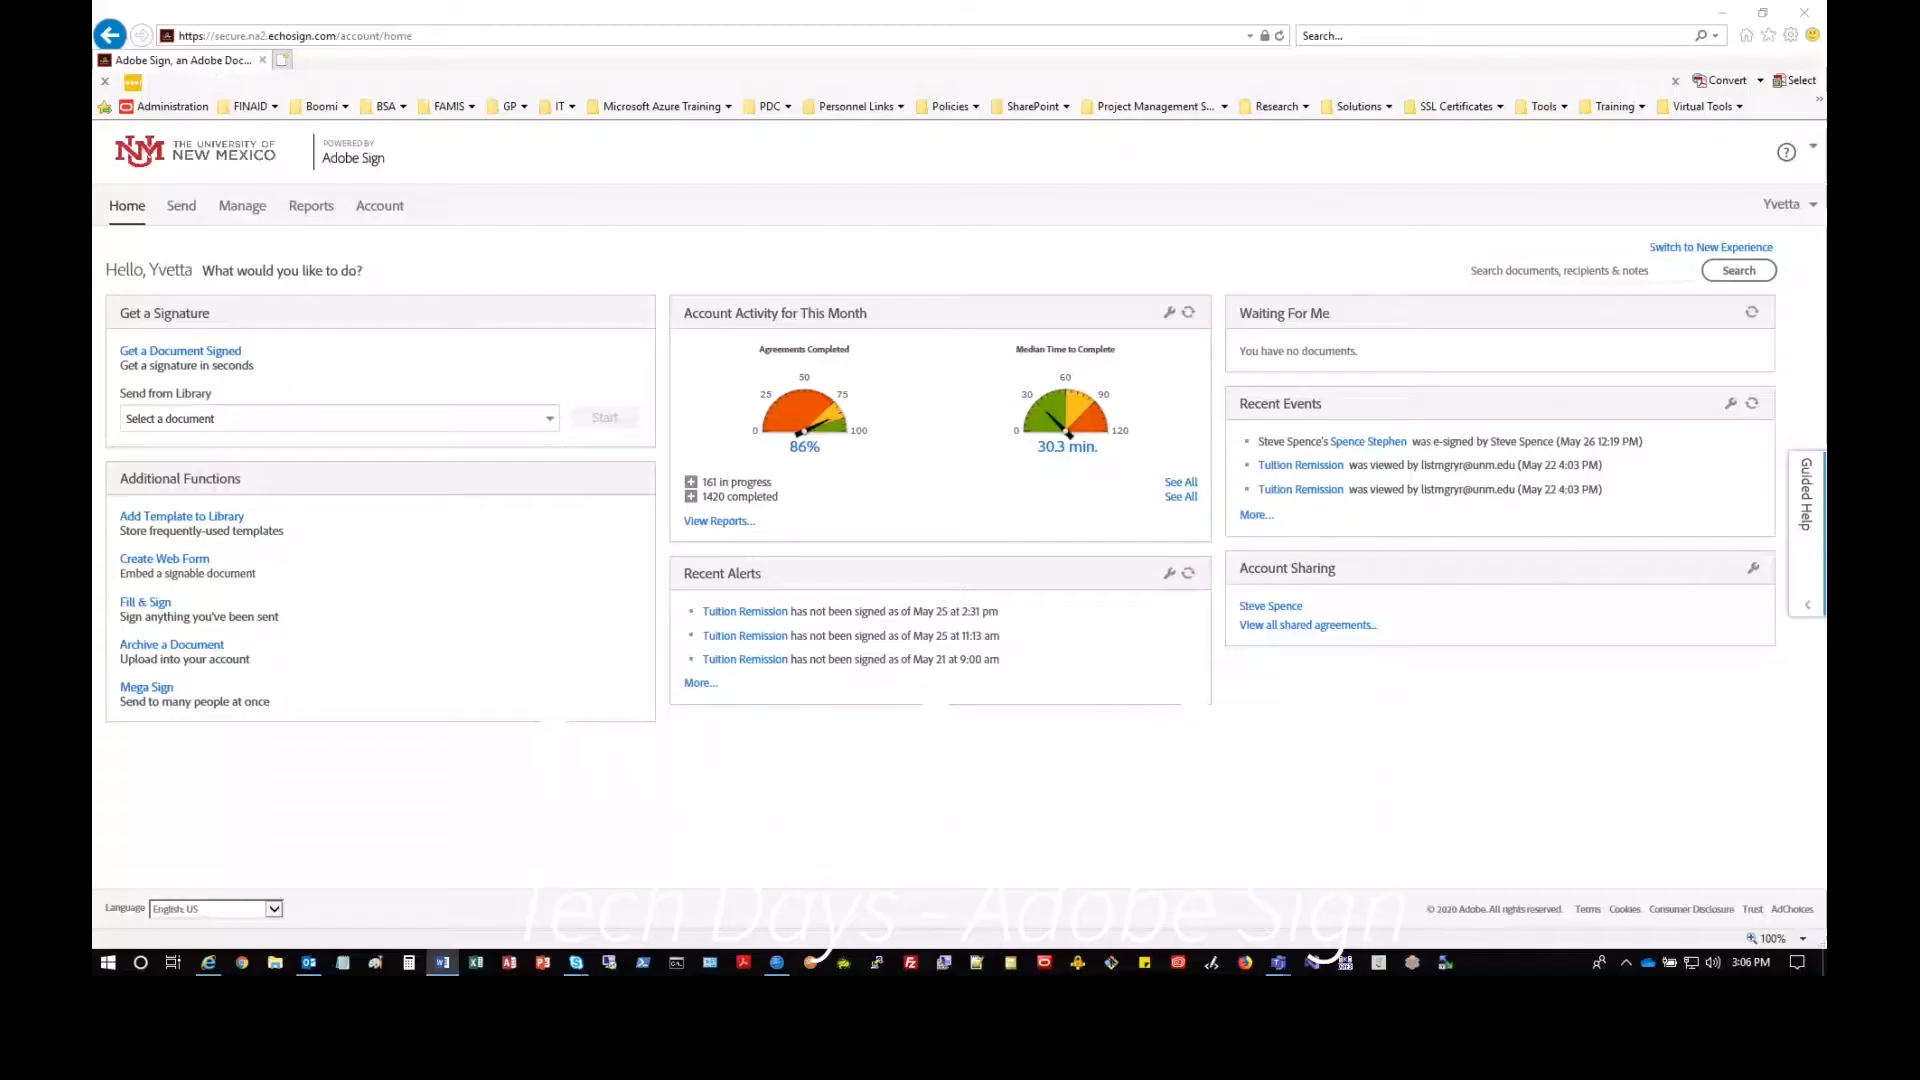 https://secure.na2.echosign.com/account/home
Search...
Adobe Sign, an Adobe Doc...
Convert
Select
Administration FINAID Boomi BSA FAMIS GP IT Microsoft Azure Training PDC Personnel Links Policies SharePoint Project Management S... Research Solutions SSL Certificates Tools Training Virtual Tools
THE UNIVERSITY OF
NEW MEXICO
POWERED BY
Adobe Sign
Home Send Manage Reports Account
Yvetta
Switch to New Experience
Hello, Yvetta What would you like to do?
Search documents, recipients & notes
Search
Get a Signature
Get a Document Signed
Get a signature in seconds
Send from Library
Select a document
Start
Additional Functions
Add Template to Library
Store frequently-used templates
Create Web Form
Embed a signable document
Fill & Sign
Sign anything you've been sent
Archive a Document
Upload into your account
Mega Sign
Send to many people at once
Account Activity for This Month
Agreements Completed
0 25 50 75 100
86%
Median Time to Complete
0 30 60 90 120
30.3 min.
161 in progress See All
1420 completed See All
View Reports...
Recent Alerts
Tuition Remission has not been signed as of May 25 at 2:31 pm
Tuition Remission has not been signed as of May 25 at 11:13 am
Tuition Remission has not been signed as of May 21 at 9:00 am
More...
Waiting For Me
You have no documents.
Recent Events
Steve Spence's Spence Stephen was e-signed by Steve Spence (May 26 12:19 PM)
Tuition Remission was viewed by listmgryr@unm.edu (May 22 4:03 PM)
Tuition Remission was viewed by listmgryr@unm.edu (May 22 4:03 PM)
More...
Account Sharing
Steve Spence
View all shared agreements...
Guided Help
Language English: US
Tech Days - Adobe Sign
© 2020 Adobe. All rights reserved. Terms Cookies Consumer Disclosure Trust AdChoices
100%
3:06 PM